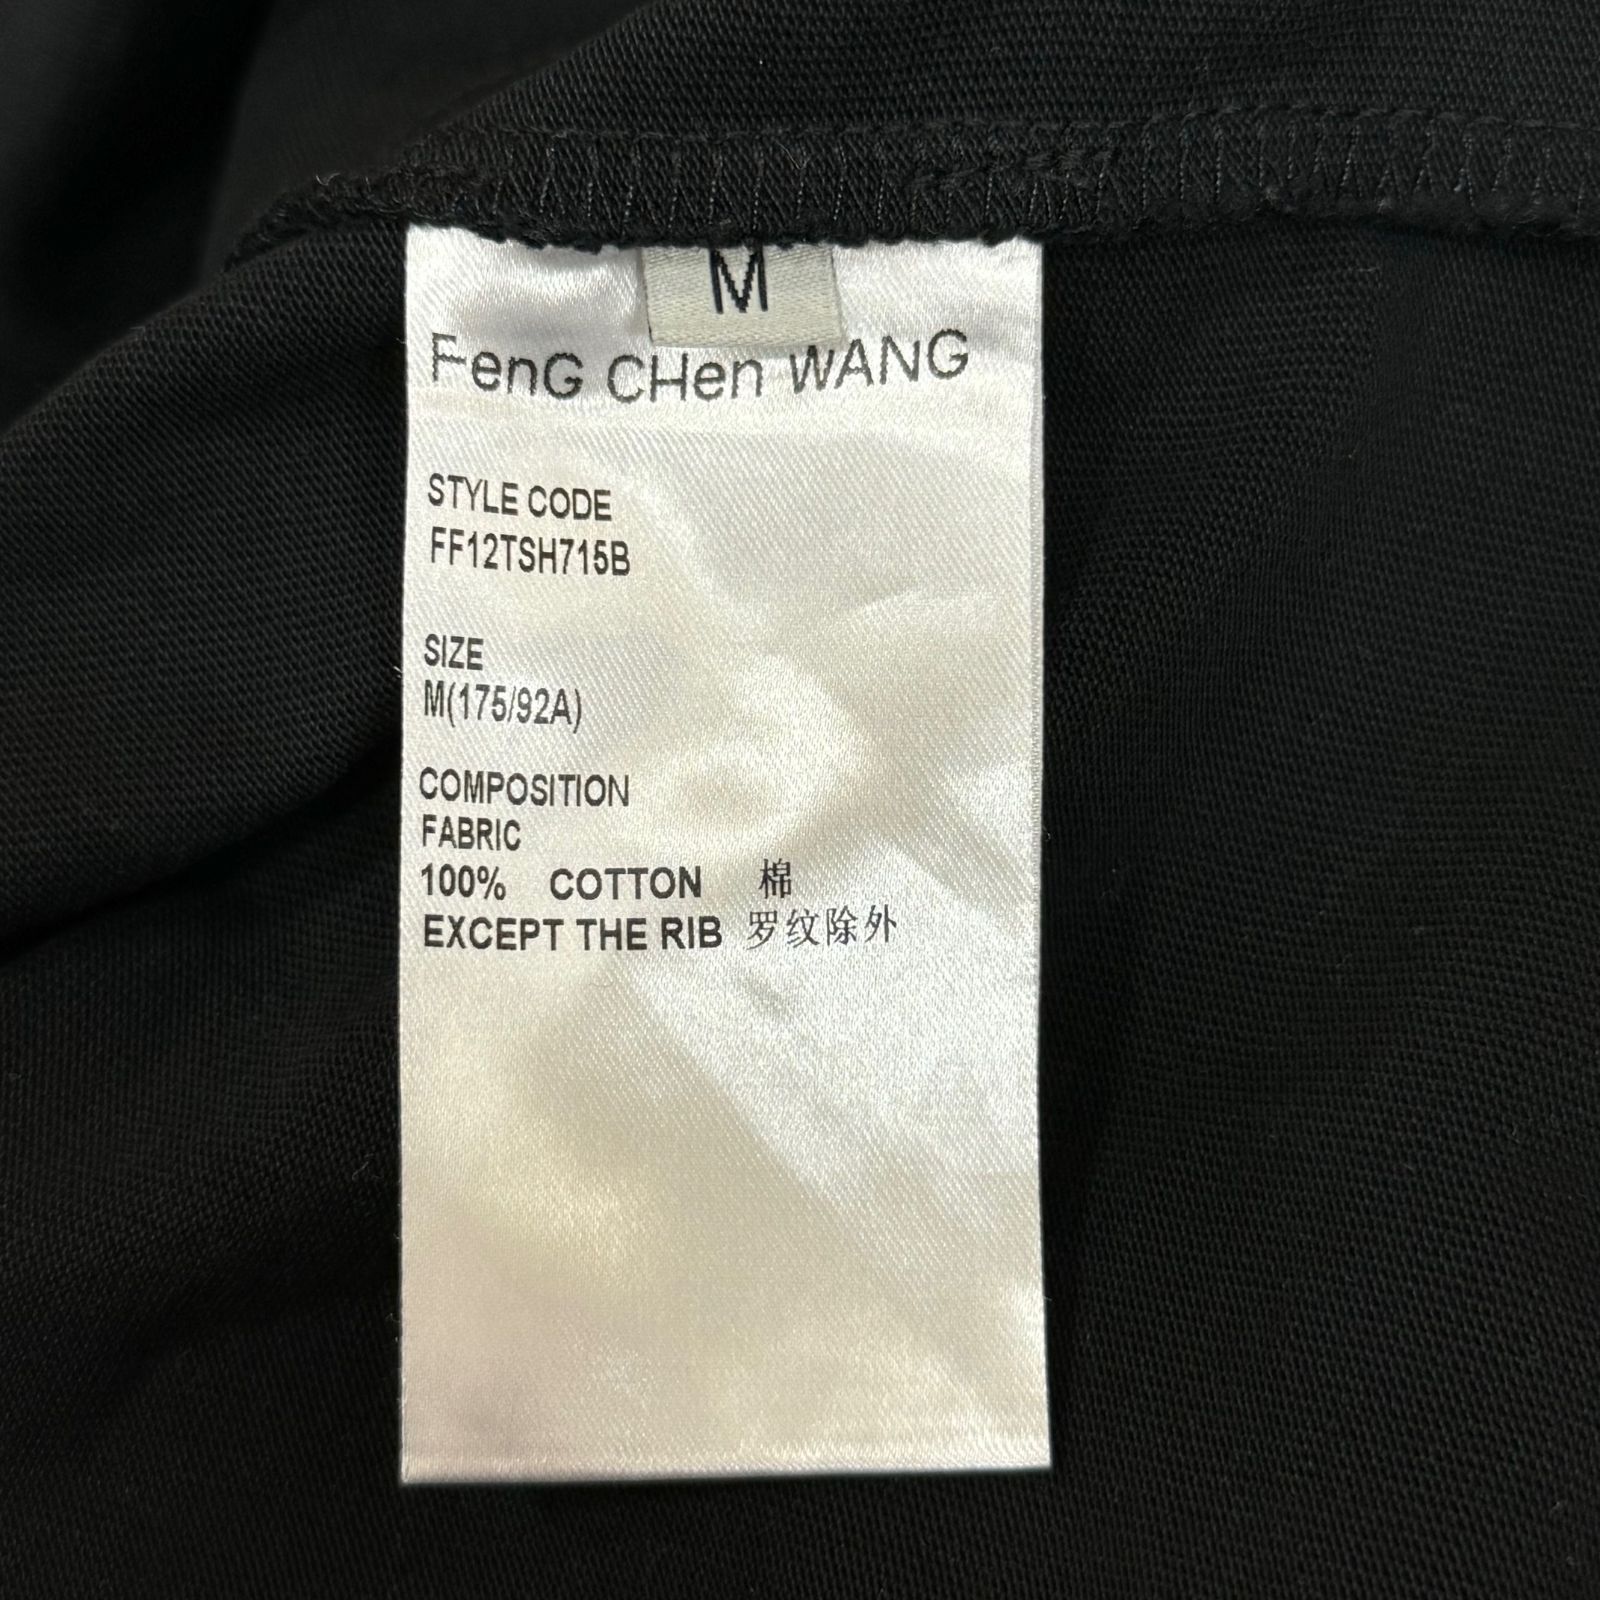 M
FenG CHen WANG
STYLE CODE
FF12TSH715B
SIZE
M(175/92A)
COMPOSITION
FABRIC
100% COTTON 棉
EXCEPT THE RIB 罗纹除外